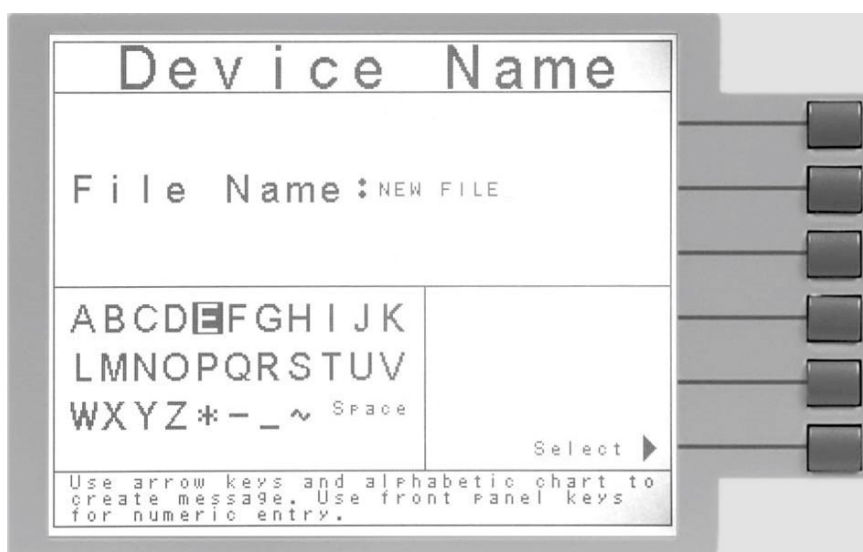 Device Name
File Name:NEW FILE
ABCDEFGHIJK
LMNOPQRSTUV
WXYZ*-_~ Space
Select
Use arrow keys and alphabetic chart to
create message. Use front panel keys
for numeric entry.